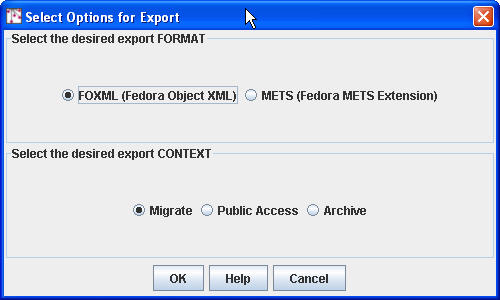 Select Options for Export
Select the desired export FORMAT
FOXML (Fedora Object XML) METS (Fedora METS Extension)
Select the desired export CONTEXT
Migrate Public Access Archive
OK Help Cancel